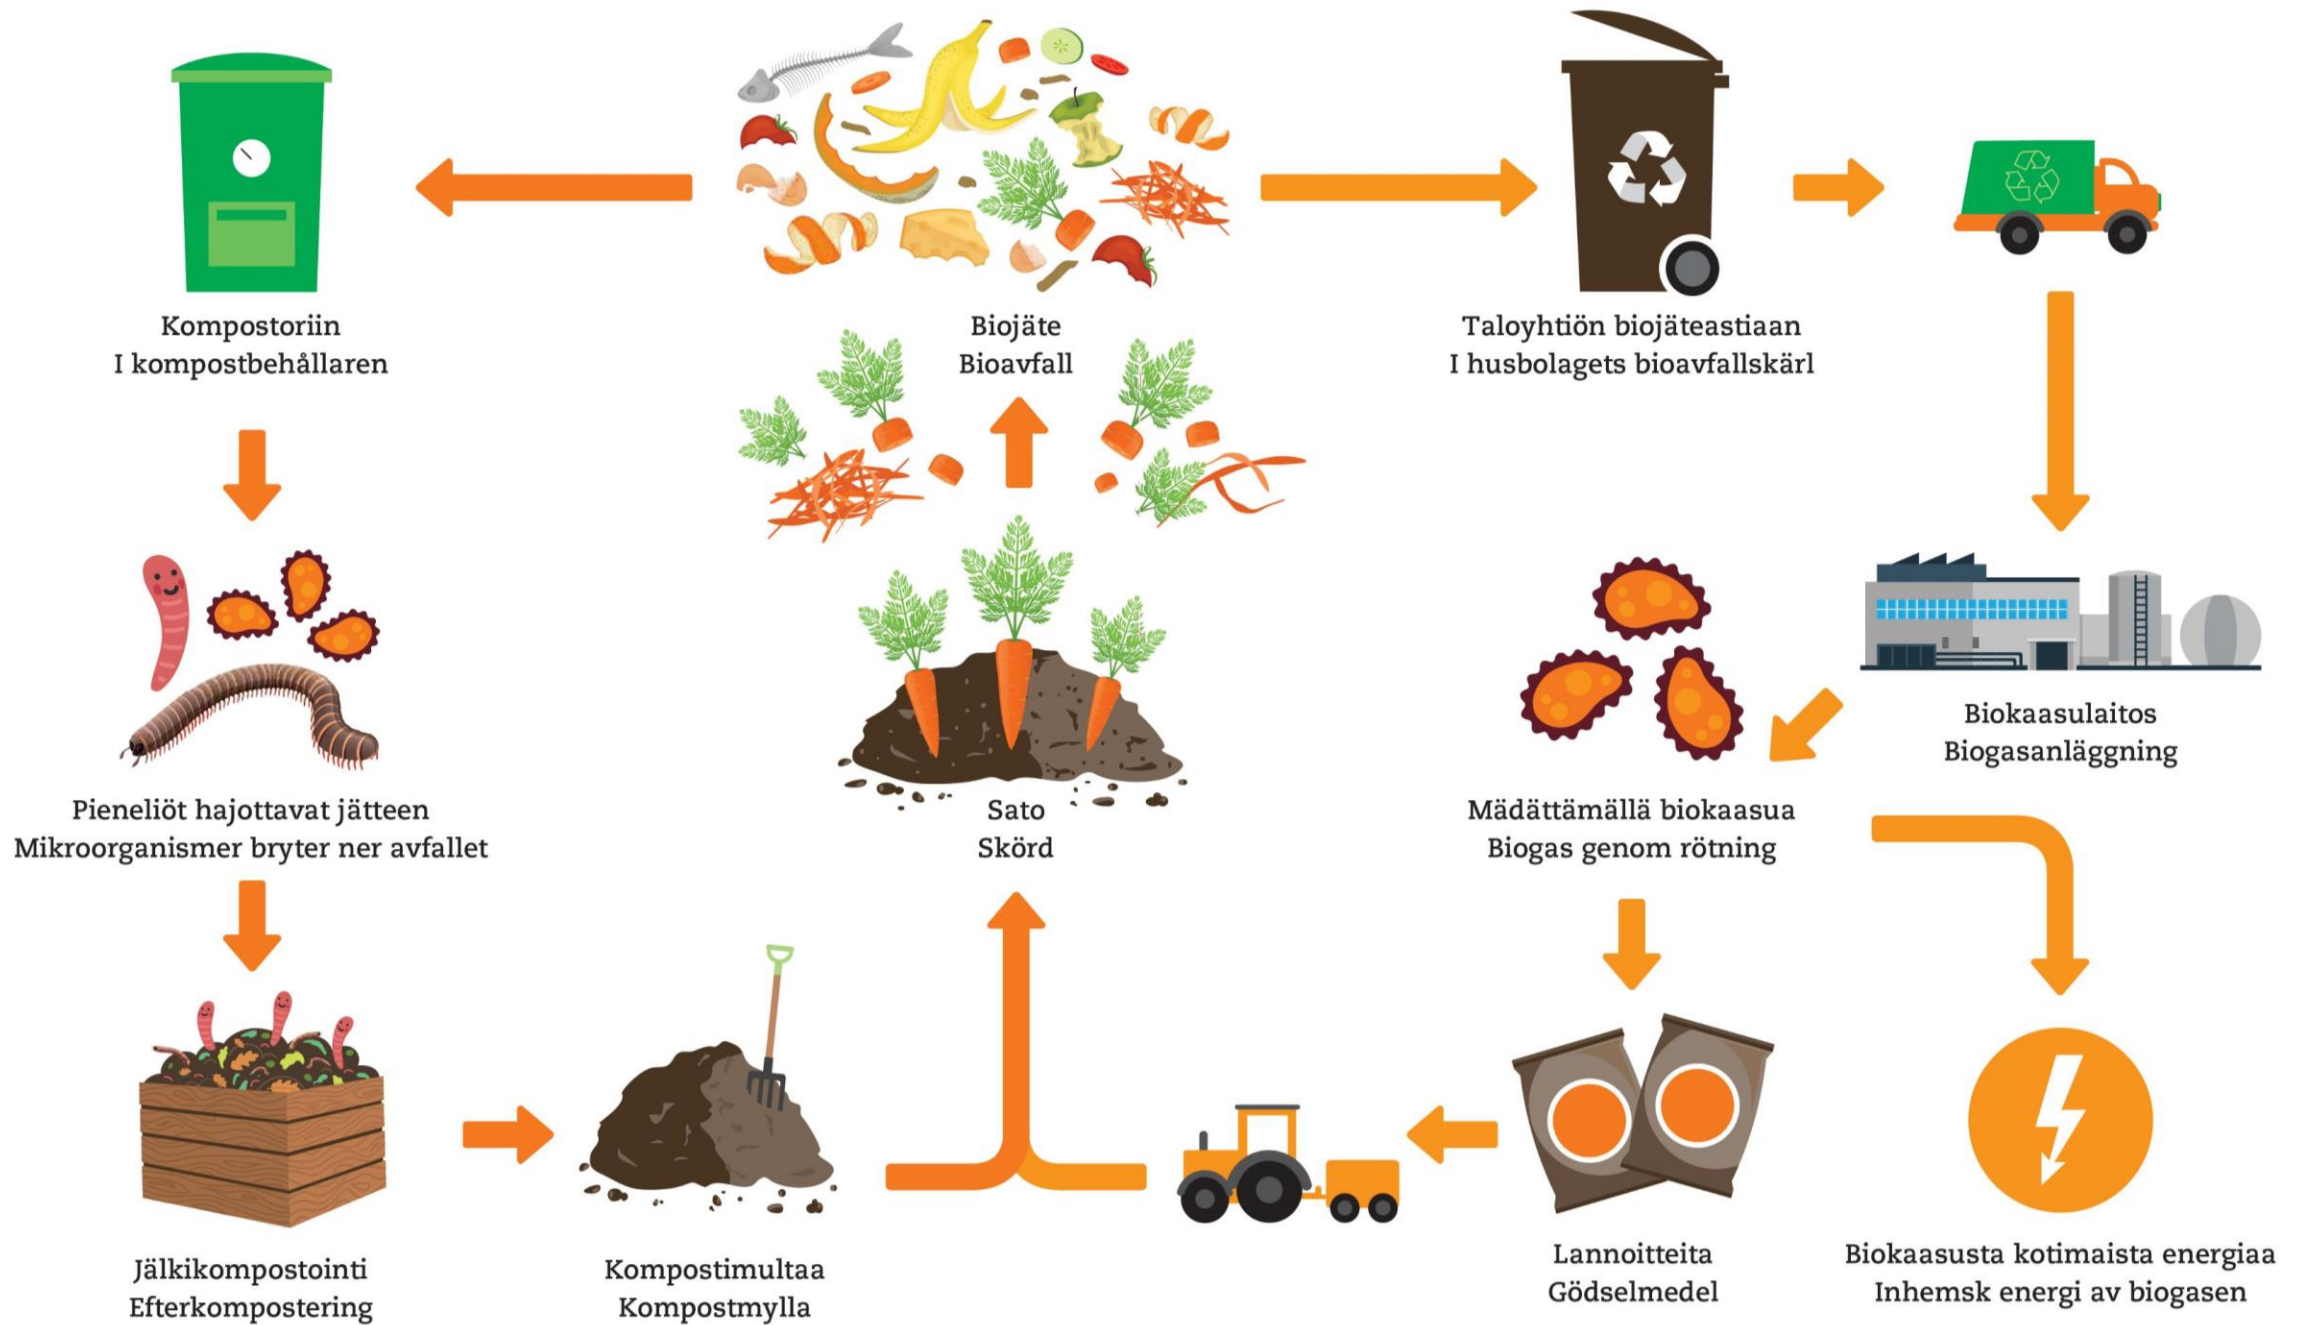 Kompostoriin
I kompostbehållaren
Biojäte
Bioavfall
Taloyhtiön biojäteastiaan
I husbolagets bioavfallskärl
Biokaasulaitos
Biogasanläggning
Pieneliöt hajottavat jätteen
Mikroorganismer bryter ner avfallet
Sato
Skörd
Mädättämällä biokaasua
Biogas genom rötning
Jälkikompostointi
Efterkompostering
Kompostimultaa
Kompostmylla
Lannoitteita
Gödselmedel
Biokaasusta kotimaista energiaa
Inhemsk energi av biogasen